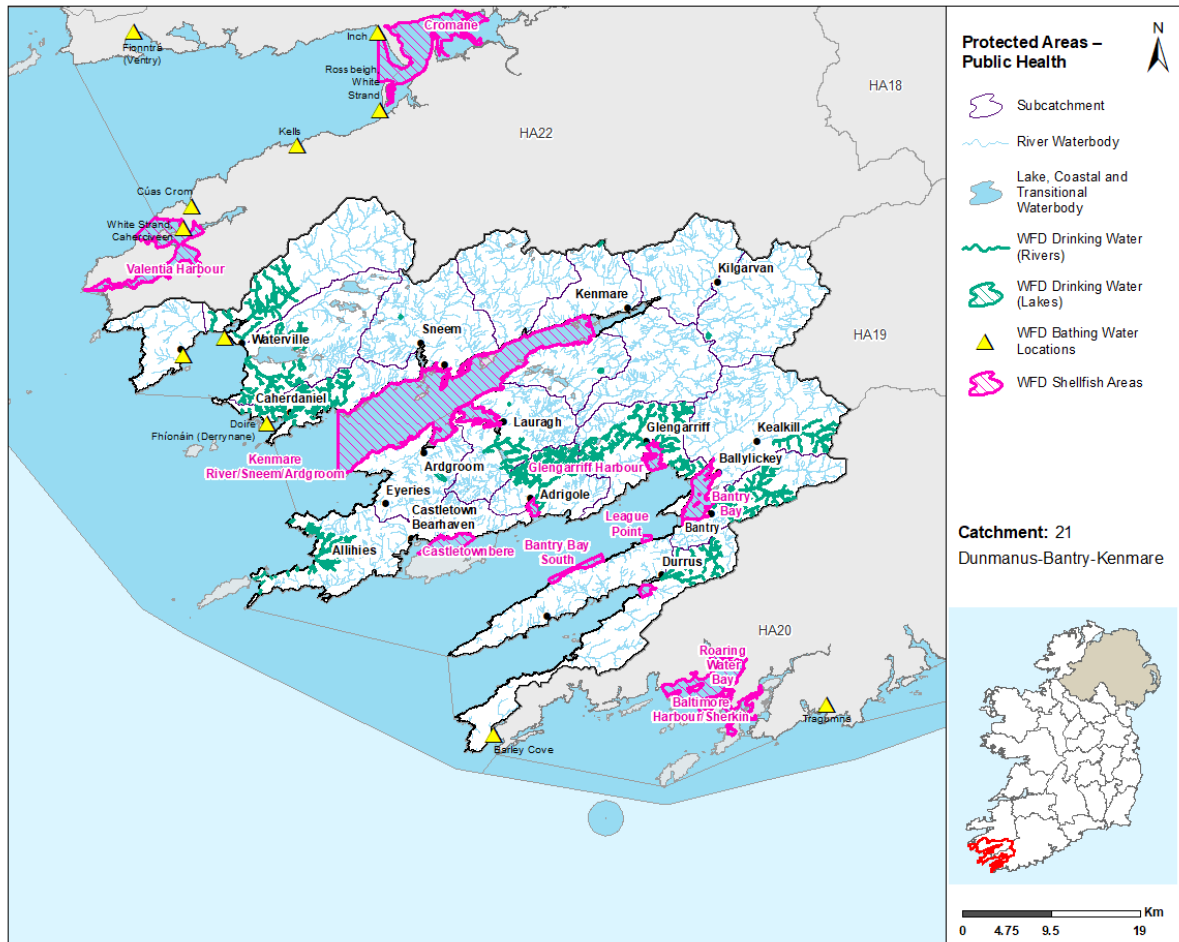 Cromane
Inch
Fionntrá
(Ventry)
Rossbeigh
White
Strand
HA18
HA22
Kells
Cúas Crom
White Strand,
Caherciveen
Valentia Harbour
Kilgarvan
Kenmare
HA19
Sneem
Waterville
Caherdaniel
Doire
Fhíonáin (Derrynane)
Lauragh
Glengarriff
Kealkill
Kenmare
River/Sneem/Ardgroom
Ardgroom
Glengarriff Harbour
Ballylickey
Eyeries
Adrigole
Bantry
Bay
Castletown
Bearhaven
League
Point
Bantry
Allihies
Castletownbere
Bantry Bay
South
Durrus
HA20
Roaring
Water
Bay
Baltimore
Harbour/Sherkin
Tragumna
Barley Cove
Protected Areas –
Public Health
N
Subcatchment
River Waterbody
Lake, Coastal and
Transitional
Waterbody
WFD Drinking Water
(Rivers)
WFD Drinking Water
(Lakes)
WFD Bathing Water
Locations
WFD Shellfish Areas
Catchment: 21
Dunmanus-Bantry-Kenmare
Km
0 4.75 9.5 19